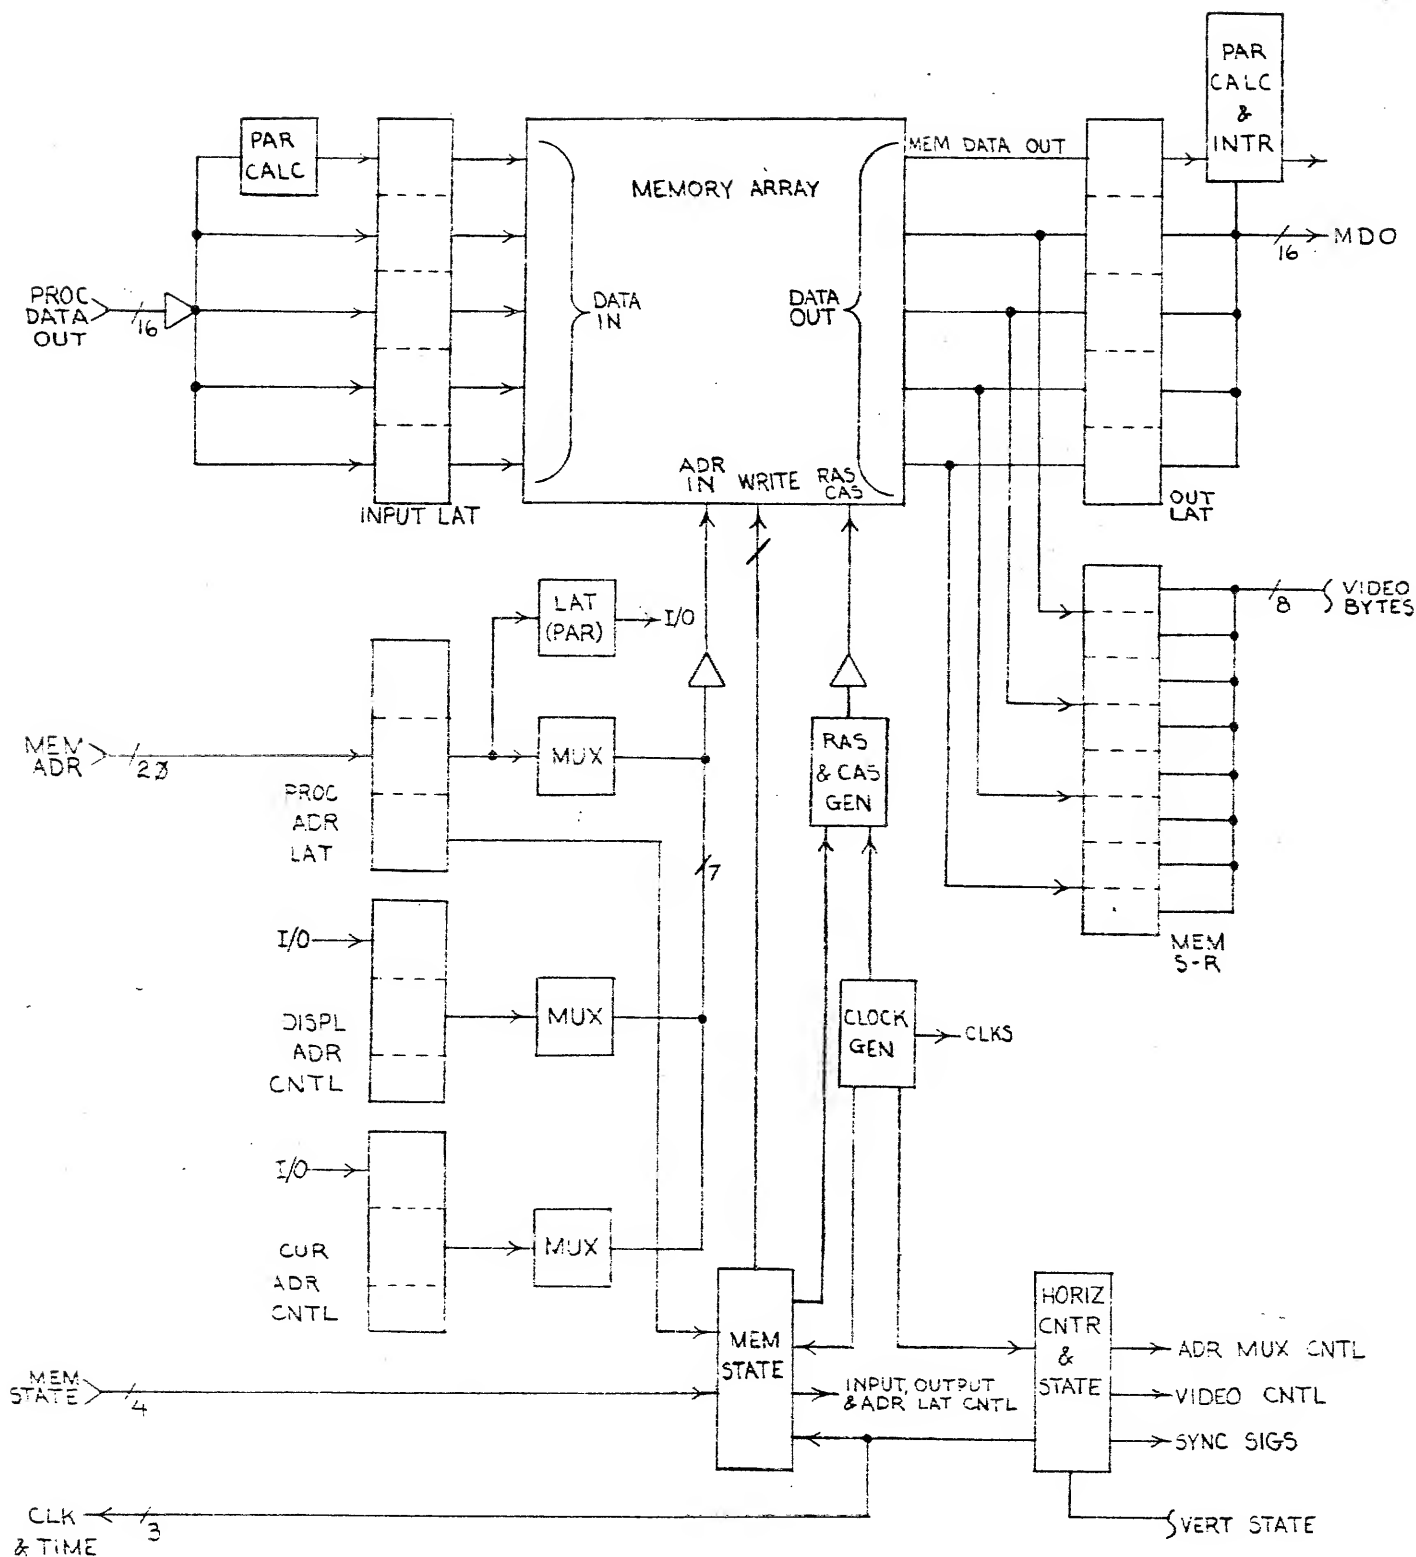 PAR
CALC
&
INTR
PAR
CALC
MEMORY ARRAY
MEM DATA OUT
16
MDO
PROC
DATA
OUT
16
DATA
IN
DATA
OUT
ADR
IN
WRITE
RAS
CAS
INPUT LAT
OUT
LAT
LAT
(PAR)
I/O
8
VIDEO
BYTES
MEM
ADR
20
MUX
PROC
ADR
LAT
RAS
& CAS
GEN
7
I/O
DISPL
ADR
CNTL
MUX
MEM
S-R
CLOCK
GEN
CLKS
I/O
CUR
ADR
CNTL
MUX
MEM
STATE
4
MEM
STATE
INPUT, OUTPUT
& ADR LAT CNTL
HORIZ
CNTR
&
STATE
ADR MUX CNTL
VIDEO CNTL
SYNC SIGS
CLK
& TIME
3
VERT STATE